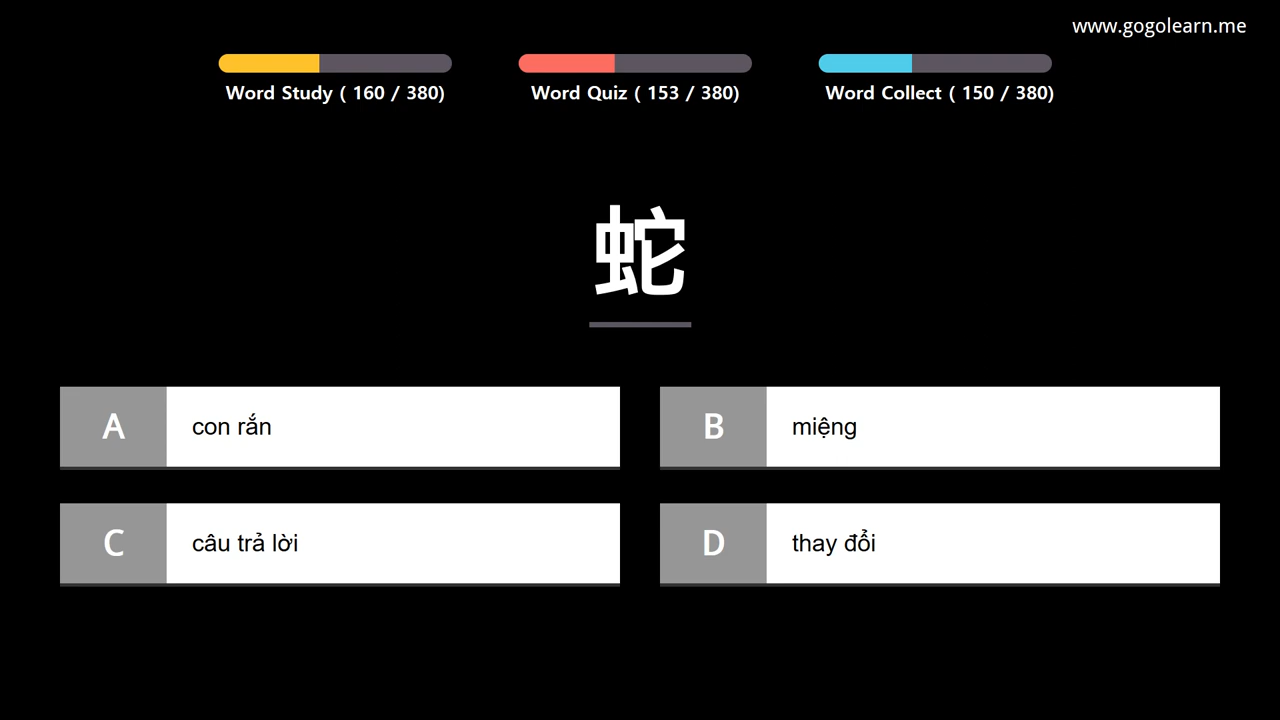 www.gogolearn.me
Word Study ( 160 / 380)
Word Quiz ( 153 / 380)
Word Collect ( 150 / 380)
蛇
A
con rắn
B
miệng
C
câu trả lời
D
thay đổi